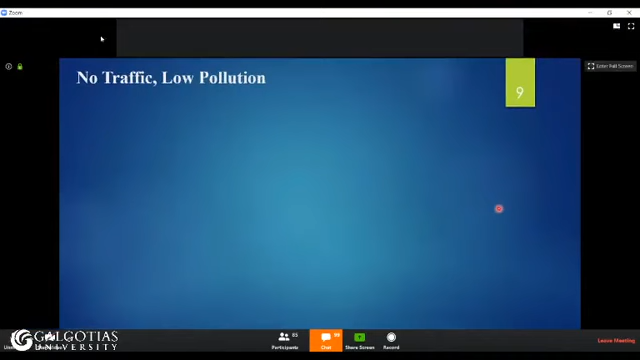 Zoom
Enter Full Screen
No Traffic, Low Pollution
9
GALGOTIAS
UNIVERSITY
Participants
Chat
Share Screen
Record
Leave Meeting